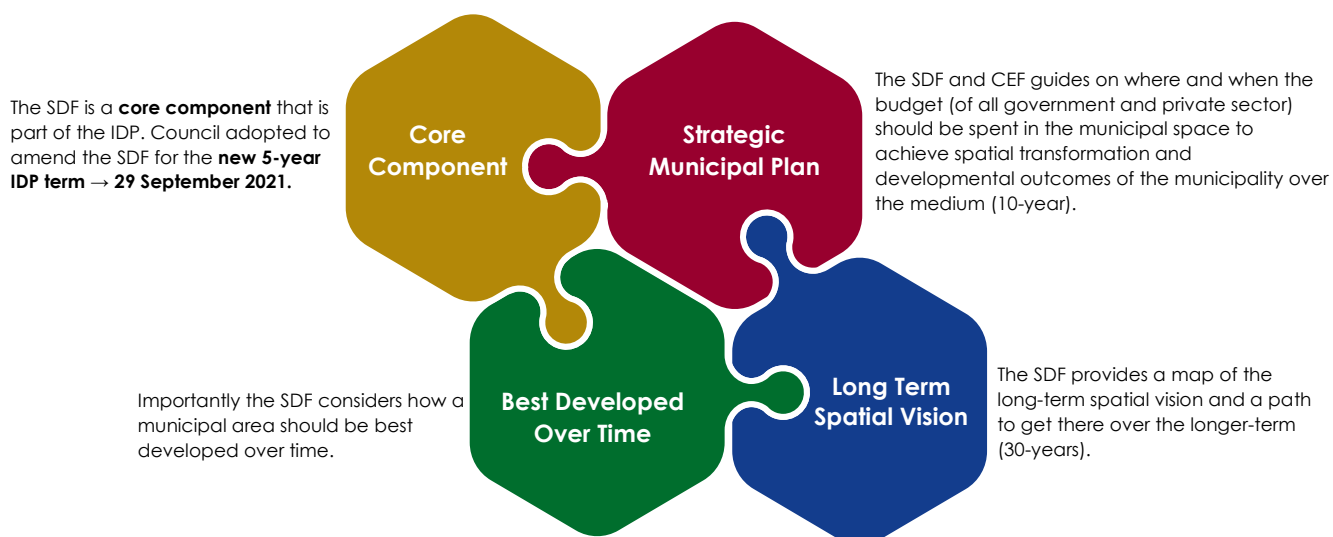 The SDF is a core component that is
part of the IDP. Council adopted to
amend the SDF for the new 5-year
IDP term → 29 September 2021.
Core
Component
Strategic
Municipal Plan
The SDF and CEF guides on where and when the
budget (of all government and private sector)
should be spent in the municipal space to
achieve spatial transformation and
developmental outcomes of the municipality over
the medium (10-year).
Importantly the SDF considers how a
municipal area should be best
developed over time.
Best Developed
Over Time
Long Term
Spatial Vision
The SDF provides a map of the
long-term spatial vision and a path
to get there over the longer-term
(30-years).